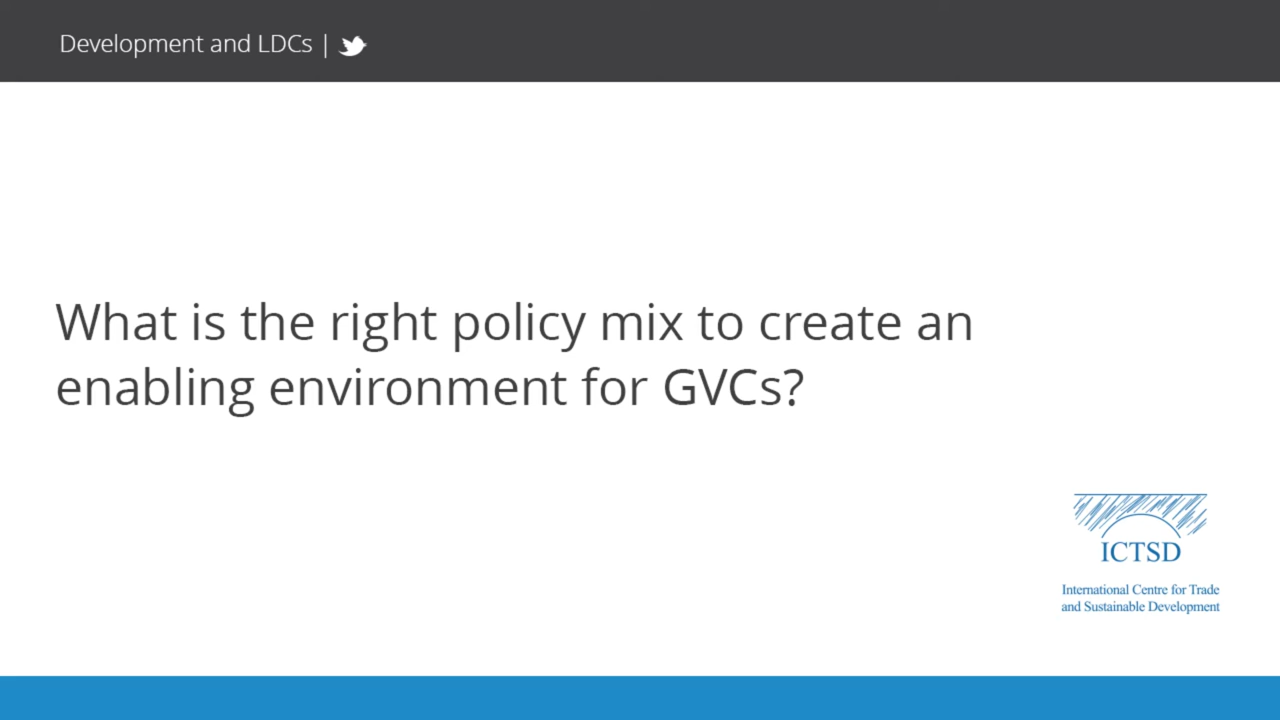 Development and LDCs |
What is the right policy mix to create an
enabling environment for GVCs?
ICTSD
International Centre for Trade
and Sustainable Development